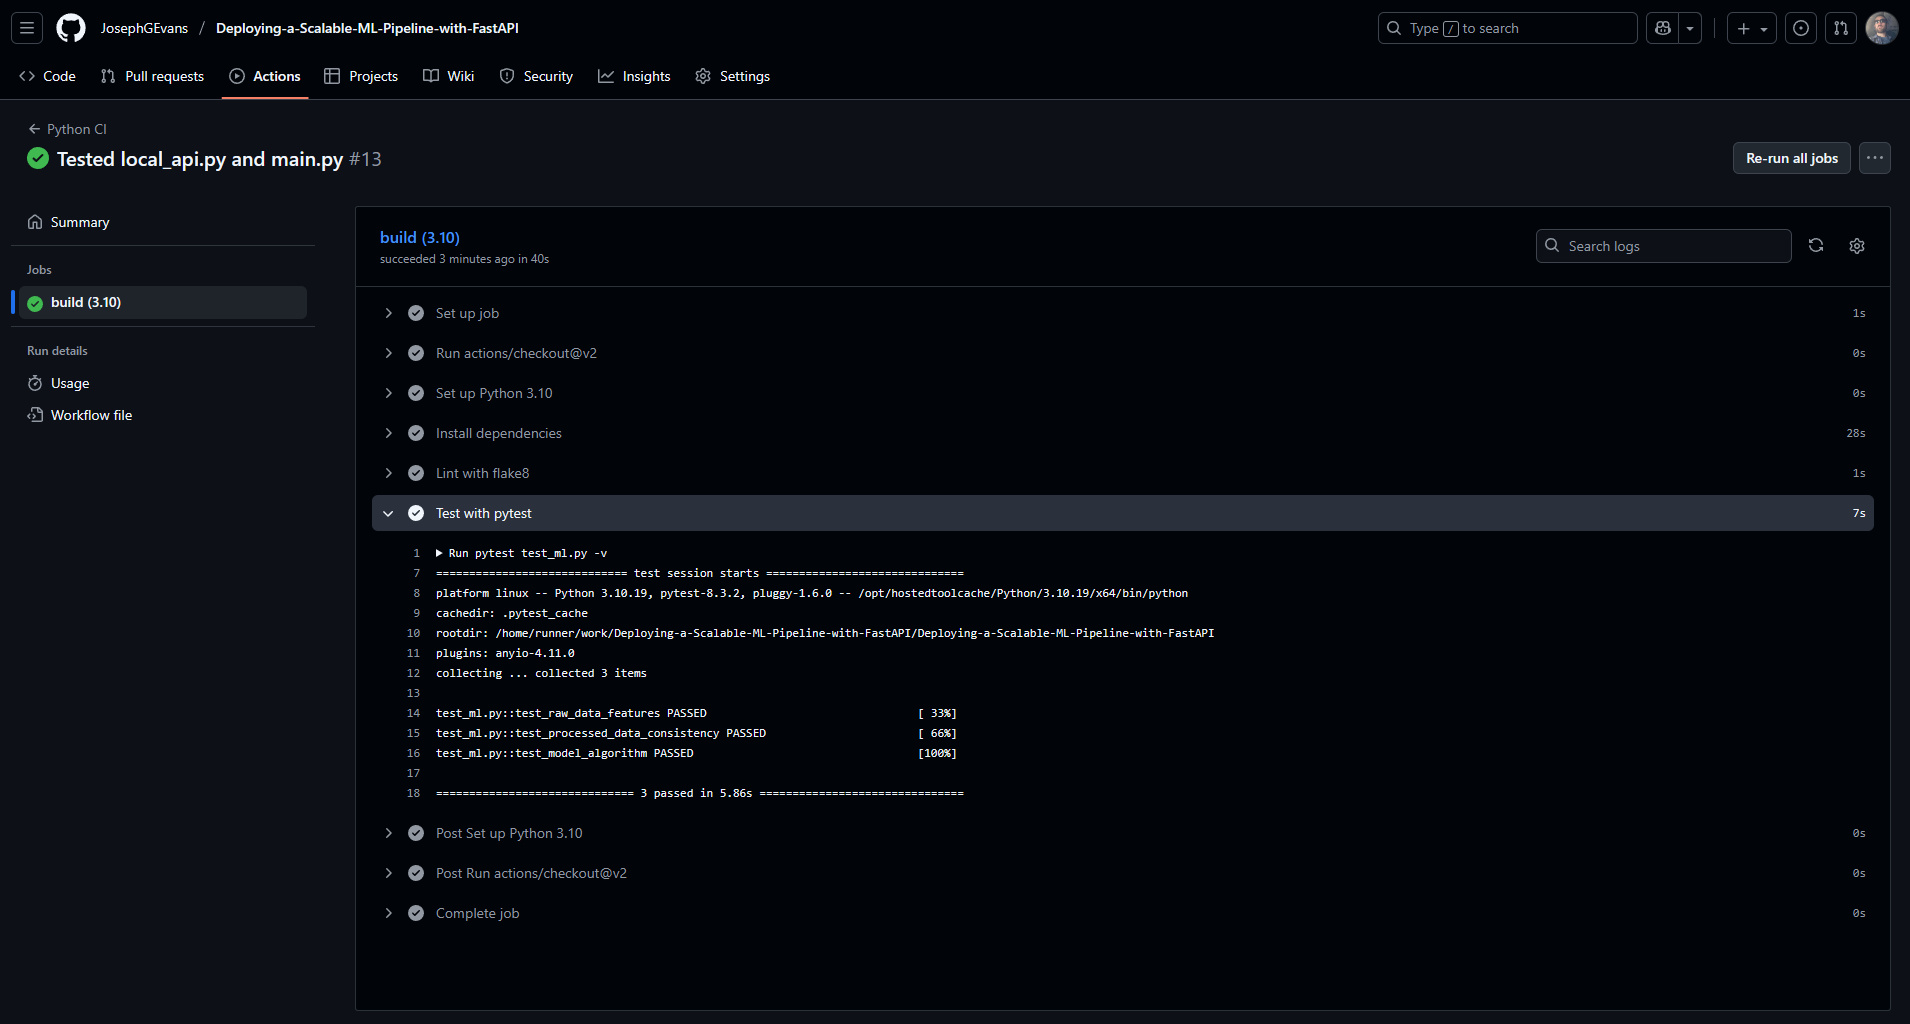 JosephGEvans / Deploying-a-Scalable-ML-Pipeline-with-FastAPI
Type / to search
Code Pull requests Actions Projects Wiki Security Insights Settings
Python CI
Tested local_api.py and main.py #13
Re-run all jobs
Summary
Jobs
build (3.10)
Run details
Usage
Workflow file
build (3.10)
succeeded 3 minutes ago in 40s
Search logs
Set up job 1s
Run actions/checkout@v2 0s
Set up Python 3.10 0s
Install dependencies 28s
Lint with flake8 1s
Test with pytest 7s
1 Run pytest test_ml.py -v
7 ============================= test session starts ==============================
8 platform linux -- Python 3.10.19, pytest-8.3.2, pluggy-1.6.0 -- /opt/hostedtoolcache/Python/3.10.19/x64/bin/python
9 cachedir: .pytest_cache
10 rootdir: /home/runner/work/Deploying-a-Scalable-ML-Pipeline-with-FastAPI/Deploying-a-Scalable-ML-Pipeline-with-FastAPI
11 plugins: anyio-4.11.0
12 collecting ... collected 3 items
13
14 test_ml.py::test_raw_data_features PASSED [ 33%]
15 test_ml.py::test_processed_data_consistency PASSED [ 66%]
16 test_ml.py::test_model_algorithm PASSED [100%]
17
18 ============================== 3 passed in 5.86s ===============================
Post Set up Python 3.10 0s
Post Run actions/checkout@v2 0s
Complete job 0s